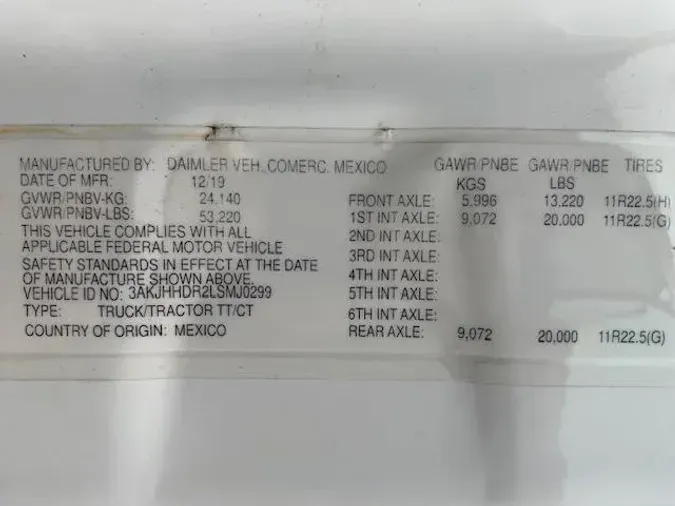 MANUFACTURED BY: DAIMLER VEH. COMERC. MEXICO
DATE OF MFR: 12/19
GVWR/PNBV-KG: 24,140
GVWR/PNBV-LBS: 53,220
THIS VEHICLE COMPLIES WITH ALL
APPLICABLE FEDERAL MOTOR VEHICLE
SAFETY STANDARDS IN EFFECT AT THE DATE
OF MANUFACTURE SHOWN ABOVE.
VEHICLE ID NO: 3AKJHHDR2LSMJ0299
TYPE: TRUCK/TRACTOR TT/CT
COUNTRY OF ORIGIN: MEXICO
GAWR/PNBE GAWR/PNBE TIRES
KGS LBS
FRONT AXLE: 5,996 13,220 11R22.5(H)
1ST INT AXLE: 9,072 20,000 11R22.5(G)
2ND INT AXLE:
3RD INT AXLE:
4TH INT AXLE:
5TH INT AXLE:
6TH INT AXLE:
REAR AXLE: 9,072 20,000 11R22.5(G)